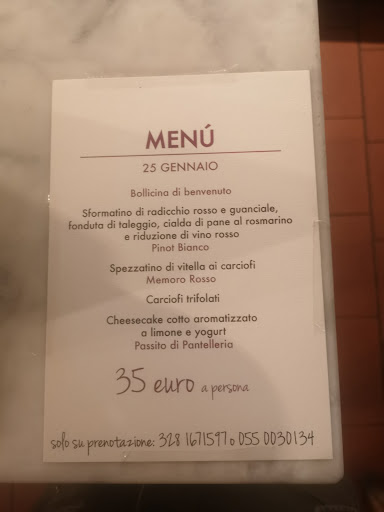 MENÚ
25 GENNAIO
Bollicina di benvenuto
Sformatino di radicchio rosso e guanciale,
fonduta di taleggio, cialda di pane al rosmarino
e riduzione di vino rosso
Pinot Bianco
Spezzatino di vitella ai carciofi
Memoro Rosso
Carciofi trifolati
Cheesecake cotto aromatizzato
a limone e yogurt
Passito di Pantelleria
35 euro a persona
solo su prenotazione: 328 1671597 o 055 0030134